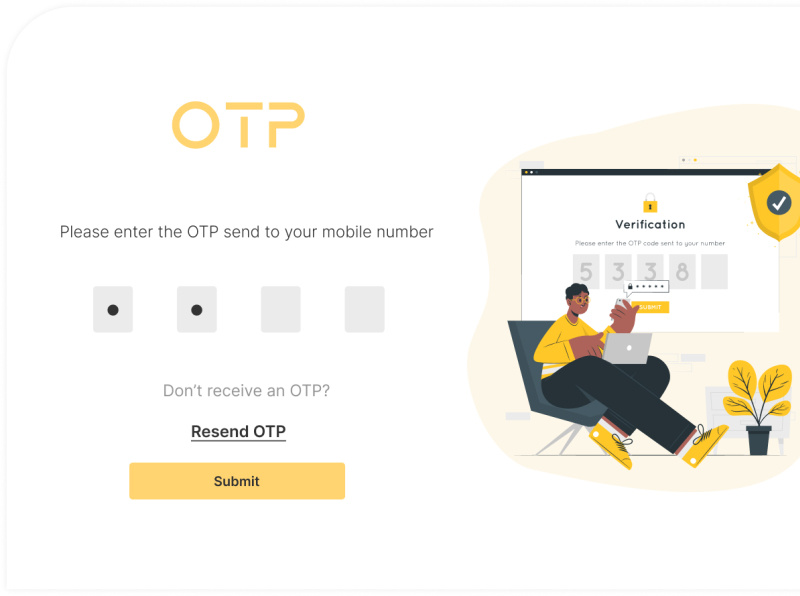 OTP
Please enter the OTP send to your mobile number
Don’t receive an OTP?
Resend OTP
Submit
Verification
Please enter the OTP code sent to your number
5 3 3 8
SUBMIT